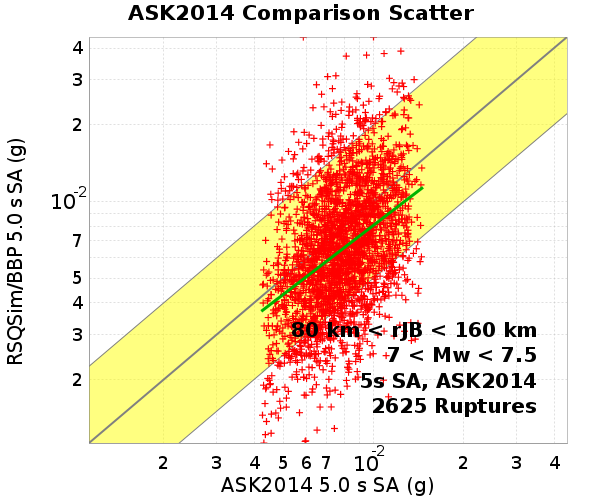 ASK2014 Comparison Scatter
RSQSim/BBP 5.0 s SA (g)
4
3
2
10-2
7
5
4
3
2
80 km < rJB < 160 km
7 < Mw < 7.5
5s SA, ASK2014
2625 Ruptures
2 3 4 5 6 7 10-2 2 3 4
ASK2014 5.0 s SA (g)